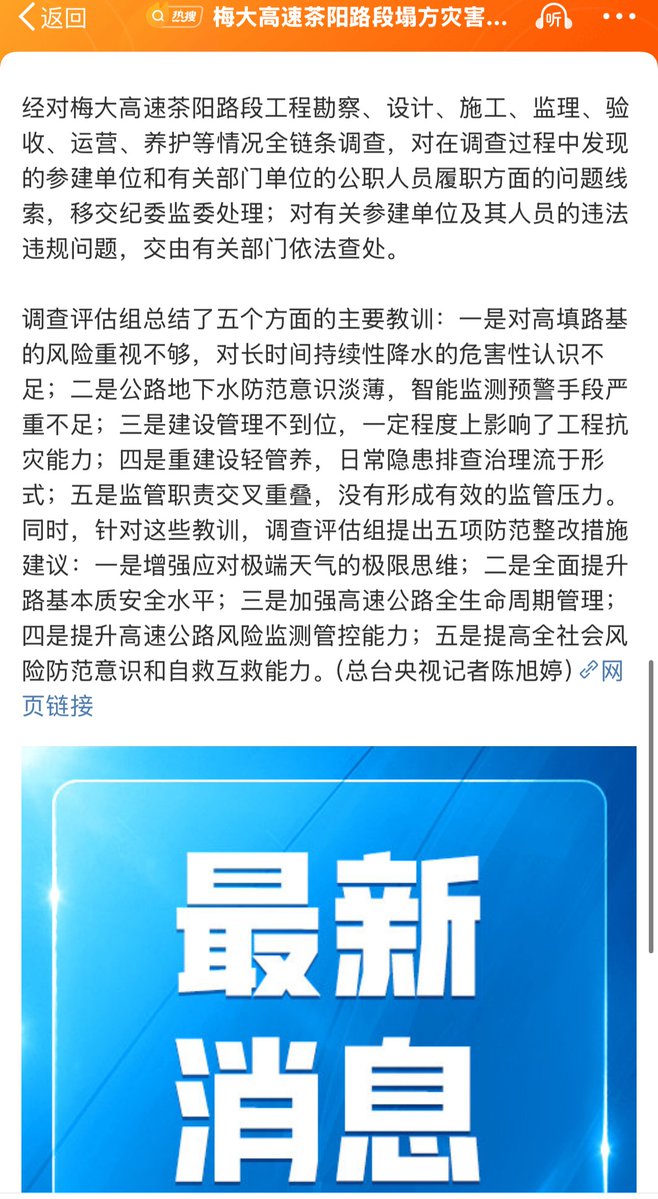 返回
热搜
梅大高速茶阳路段塌方灾害...
听
经对梅大高速茶阳路段工程勘察、设计、施工、监理、验
收、运营、养护等情况全链条调查，对在调查过程中发现
的参建单位和有关部门单位的公职人员履职方面的问题线
索，移交纪委监委处理；对有关参建单位及其人员的违法
违规问题，交由有关部门依法查处。
调查评估组总结了五个方面的主要教训：一是对高填路基
的风险重视不够，对长时间持续性降水的危害性认识不
足；二是公路地下水防范意识淡薄，智能监测预警手段严
重不足；三是建设管理不到位，一定程度上影响了工程抗
灾能力；四是重建设轻管养，日常隐患排查治理流于形
式；五是监管职责交叉重叠，没有形成有效的监管压力。
同时，针对这些教训，调查评估组提出五项防范整改措施
建议：一是增强应对极端天气的极限思维；二是全面提升
路基本质安全水平；三是加强高速公路全生命周期管理；
四是提升高速公路风险监测管控能力；五是提高全社会风
险防范意识和自救互救能力。（总台央视记者陈旭婷）网
页链接
最新
消息